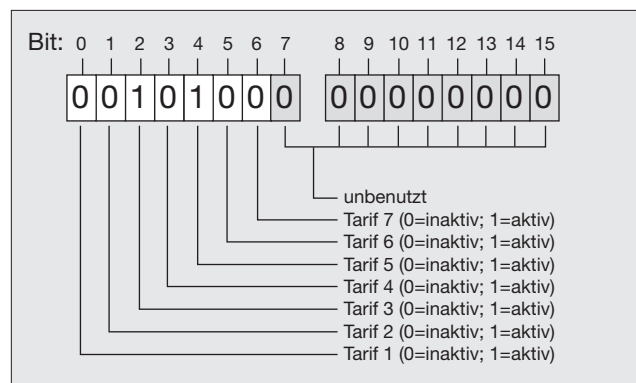 Bit: 0 1 2 3 4 5 6 7 8 9 10 11 12 13 14 15
0 0 1 0 1 0 0 0 0 0 0 0 0 0 0 0
unbenutzt
Tarif 7 (0=inaktiv; 1=aktiv)
Tarif 6 (0=inaktiv; 1=aktiv)
Tarif 5 (0=inaktiv; 1=aktiv)
Tarif 4 (0=inaktiv; 1=aktiv)
Tarif 3 (0=inaktiv; 1=aktiv)
Tarif 2 (0=inaktiv; 1=aktiv)
Tarif 1 (0=inaktiv; 1=aktiv)